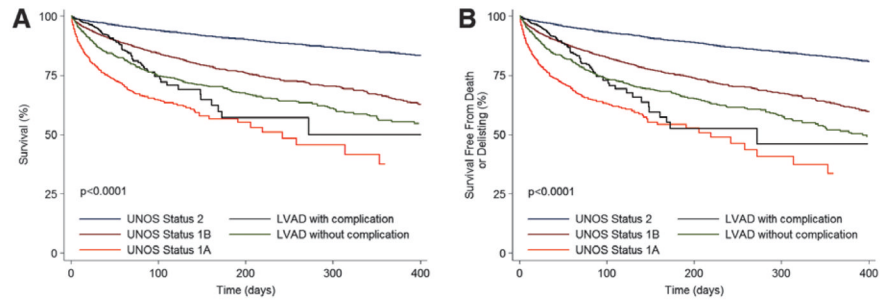 A
Survival (%)
100
75
50
25
0
p<0.0001
UNOS Status 2
UNOS Status 1B
UNOS Status 1A
LVAD with complication
LVAD without complication
0 100 200 300 400
Time (days)
B
Survival Free From Death
or Delisting (%)
100
75
50
25
0
p<0.0001
UNOS Status 2
UNOS Status 1B
UNOS Status 1A
LVAD with complication
LVAD without complication
0 100 200 300 400
Time (days)